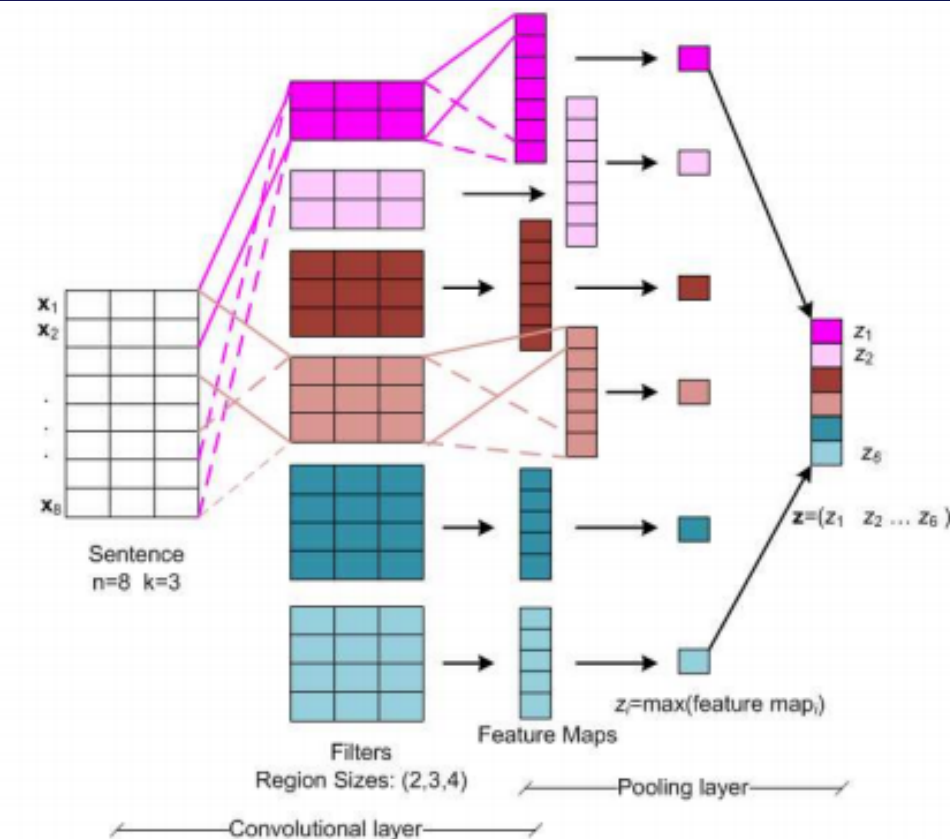 x1
x2
.
.
.
x8
Sentence
n=8 k=3
Filters
Region Sizes: (2,3,4)
Feature Maps
zi=max(feature mapi)
z1
z2
z6
z=(z1 z2 ... z6 )
Pooling layer
Convolutional layer